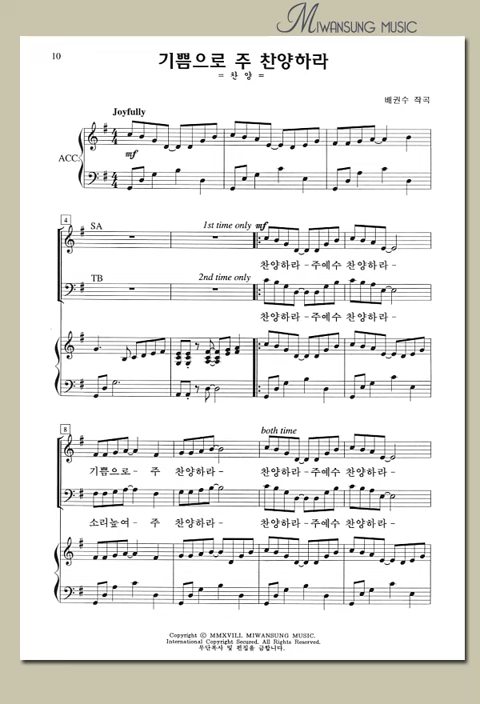 MIWANSUNG MUSIC
10
기쁨으로 주 찬양하라
= 찬 양 =
배권수 작곡
Joyfully
ACC.
mf
4
SA
1st time only
mf
찬양하라-주예수 찬양하라-
TB
2nd time only
찬양하라-주예수 찬양하라-
8
both time
기쁨으로- 주 찬양하라- 찬양하라-주예수 찬양하라-
소리높여- 주 찬양하라- 찬양하라-주예수 찬양하라-
Copyright Ⓒ MMXVIII, MIWANSUNG MUSIC.
International Copyright Secured. All Rights Reserved.
무단복사 및 편집을 금합니다.